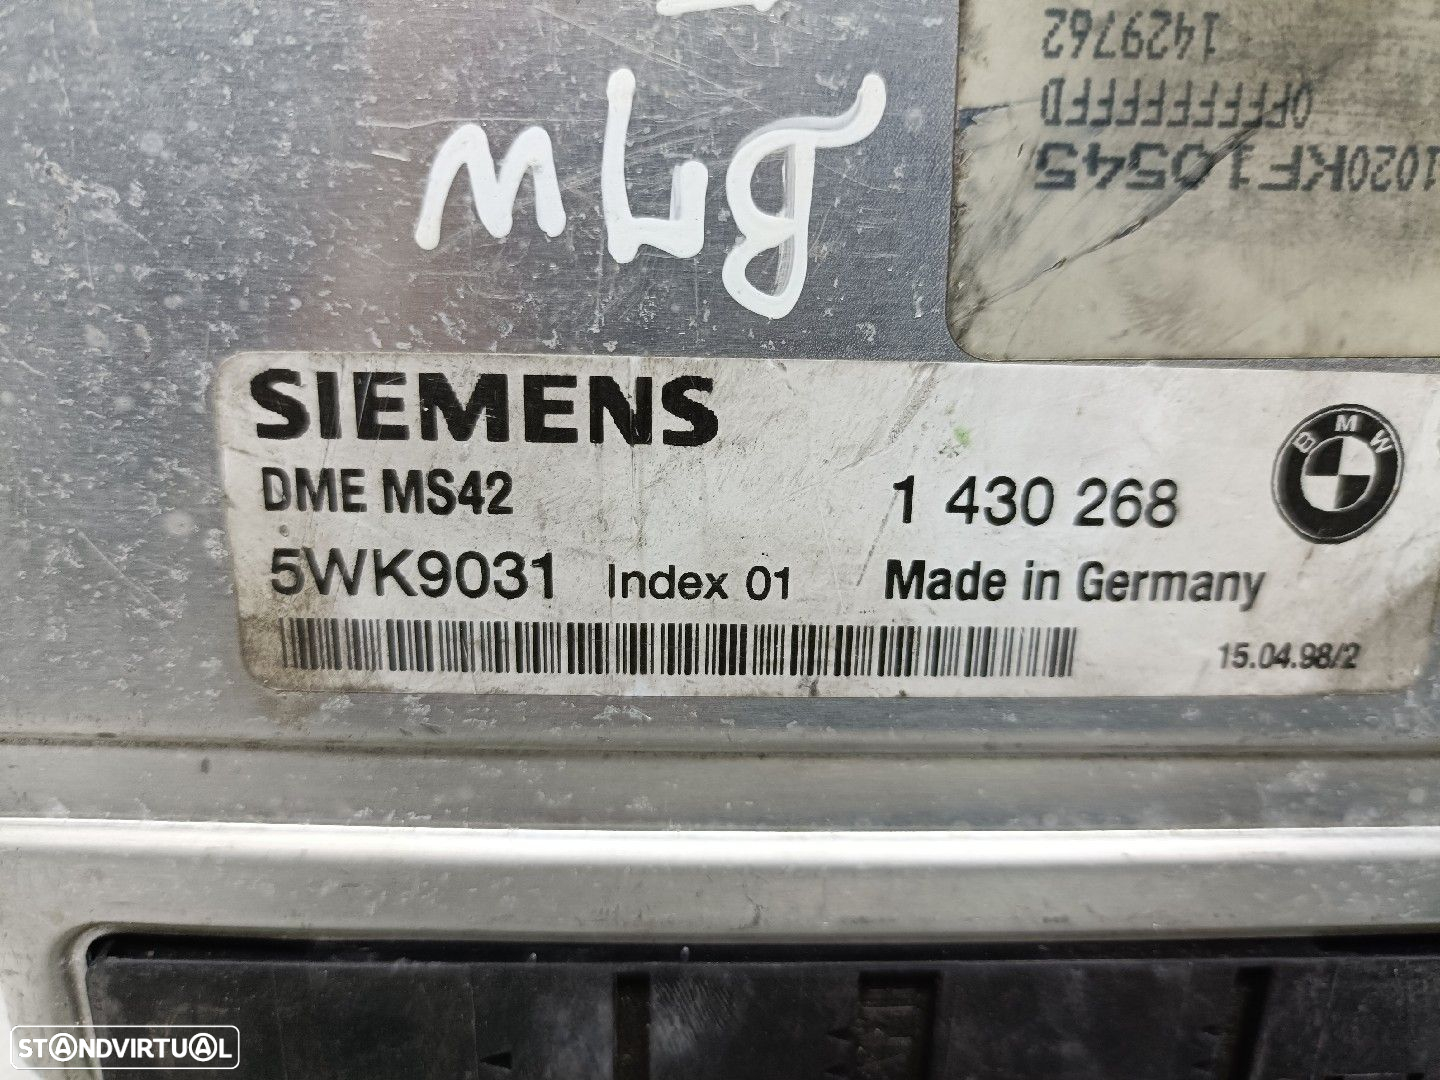 1429762
0FFFFFFFFD
1020KF10545
BMW
SIEMENS
DME MS42
1 430 268
BMW
5WK9031 Index 01
Made in Germany
15.04.98/2
STANDVIRTUAL